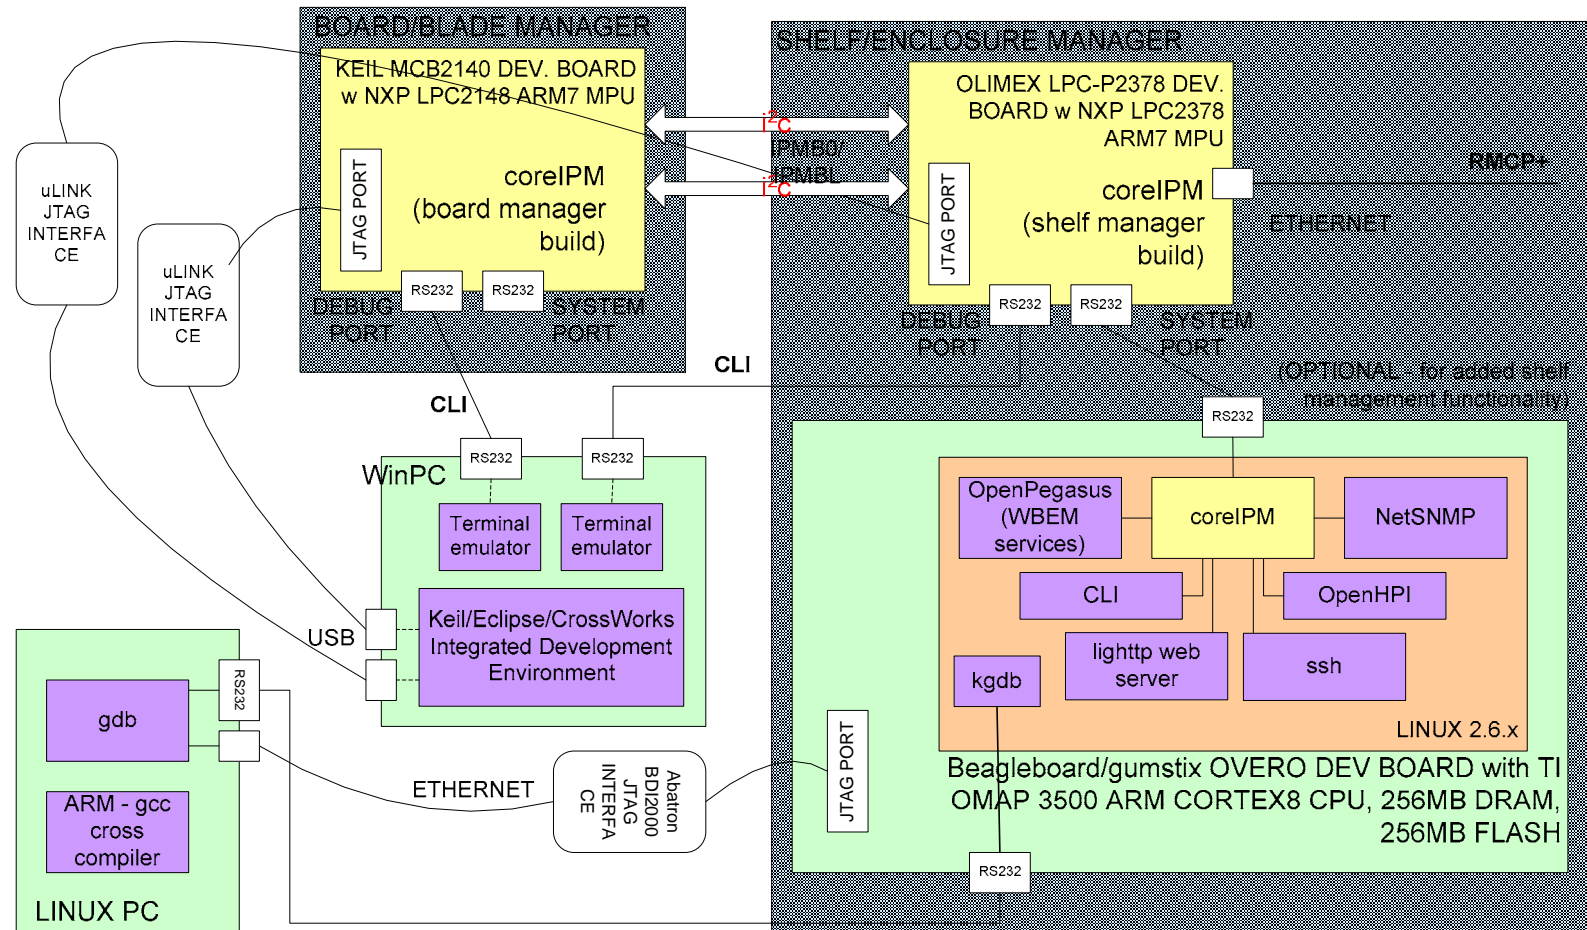 BOARD/BLADE MANAGER
KEIL MCB2140 DEV. BOARD
w NXP LPC2148 ARM7 MPU
JTAG PORT
coreIPM
(board manager
build)
RS232
RS232
DEBUG
PORT
SYSTEM
PORT
SHELF/ENCLOSURE MANAGER
OLIMEX LPC-P2378 DEV.
BOARD w NXP LPC2378
ARM7 MPU
JTAG PORT
coreIPM
(shelf manager
build)
RS232
RS232
DEBUG
PORT
SYSTEM
PORT
i2C
IPMB0/
IPMBL
i2C
RMCP+
ETHERNET
(OPTIONAL - for added shelf
management functionality)
uLINK
JTAG
INTERFA
CE
uLINK
JTAG
INTERFA
CE
CLI
CLI
WinPC
RS232
RS232
Terminal
emulator
Terminal
emulator
Keil/Eclipse/CrossWorks
Integrated Development
Environment
USB
RS232
gdb
ARM - gcc
cross
compiler
LINUX PC
ETHERNET
Abatron
BDI2000
JTAG
INTERFA
CE
JTAG PORT
RS232
OpenPegasus
(WBEM
services)
coreIPM
NetSNMP
CLI
OpenHPI
lighttp web
server
ssh
kgdb
LINUX 2.6.x
Beagleboard/gumstix OVERO DEV BOARD with TI
OMAP 3500 ARM CORTEX8 CPU, 256MB DRAM,
256MB FLASH
RS232